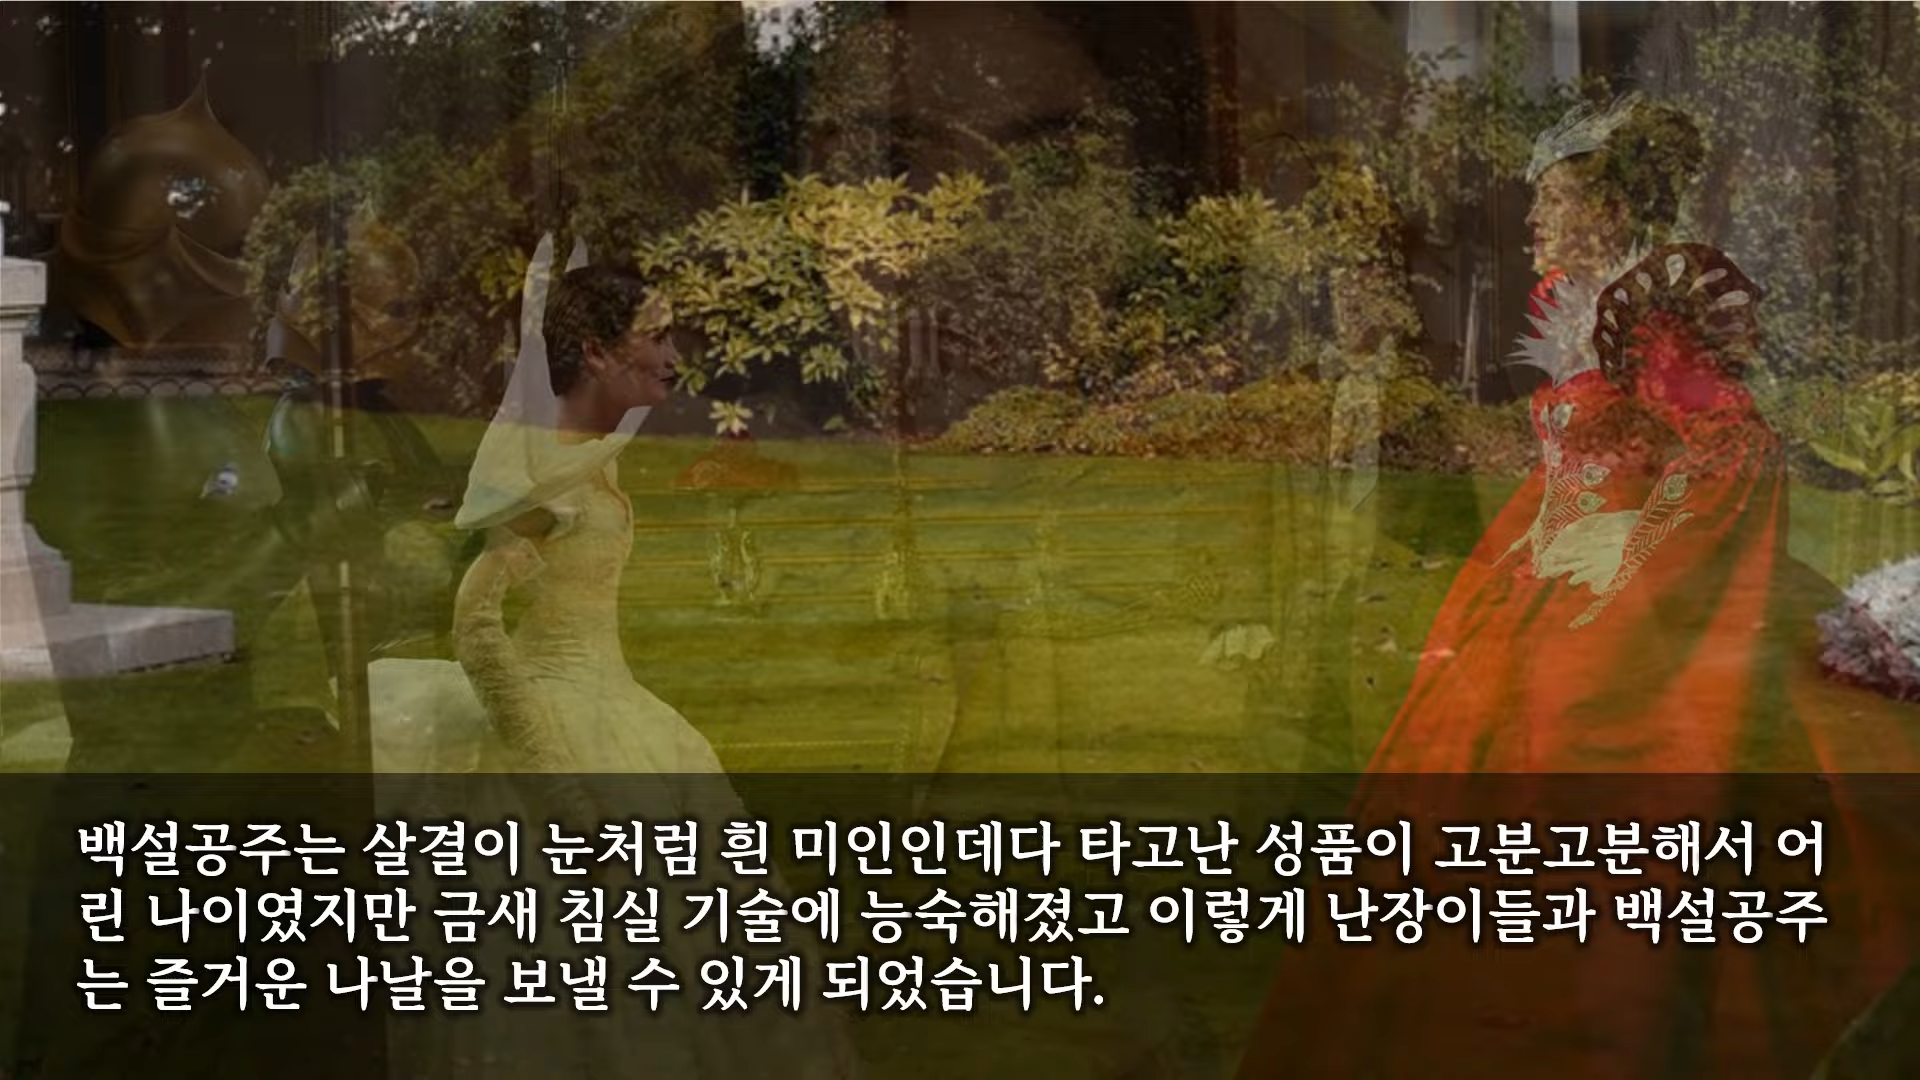 백설공주는 살결이 눈처럼 흰 미인인데다 타고난 성품이 고분고분해서 어
린 나이였지만 금새 침실 기술에 능숙해졌고 이렇게 난장이들과 백설공주
는 즐거운 나날을 보낼 수 있게 되었습니다.